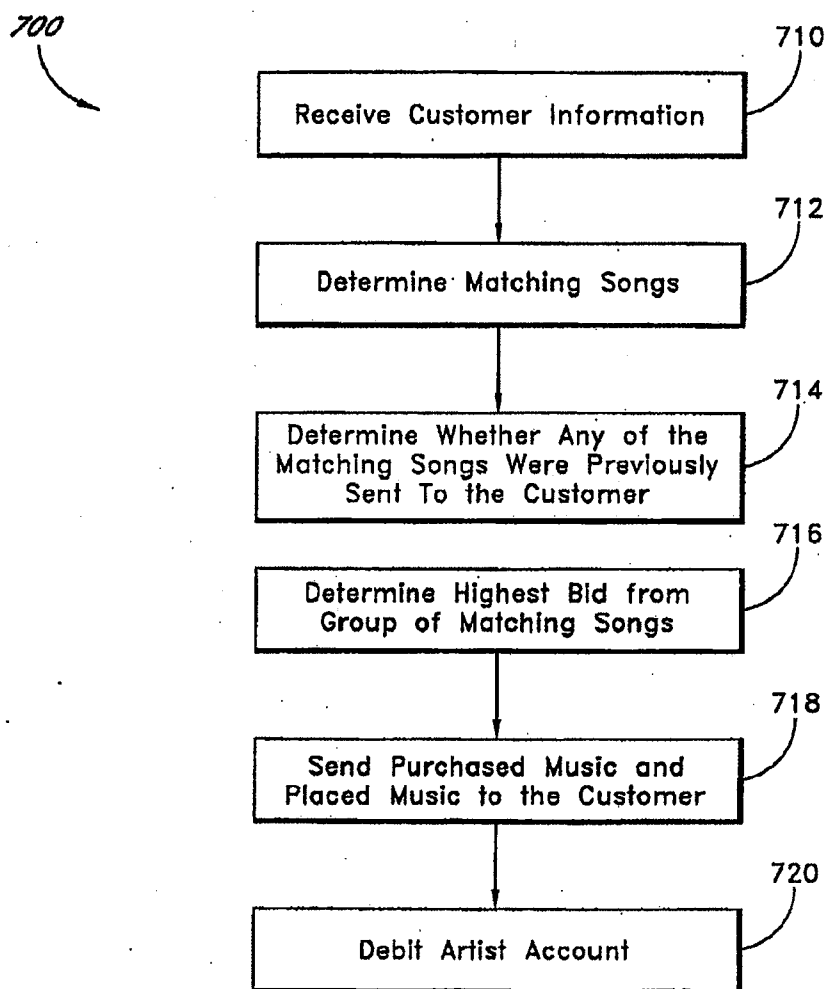 700
710
Receive Customer Information
712
Determine Matching Songs
714
Determine Whether Any of the
Matching Songs Were Previously
Sent To the Customer
716
Determine Highest Bid from
Group of Matching Songs
718
Send Purchased Music and
Placed Music to the Customer
720
Debit Artist Account